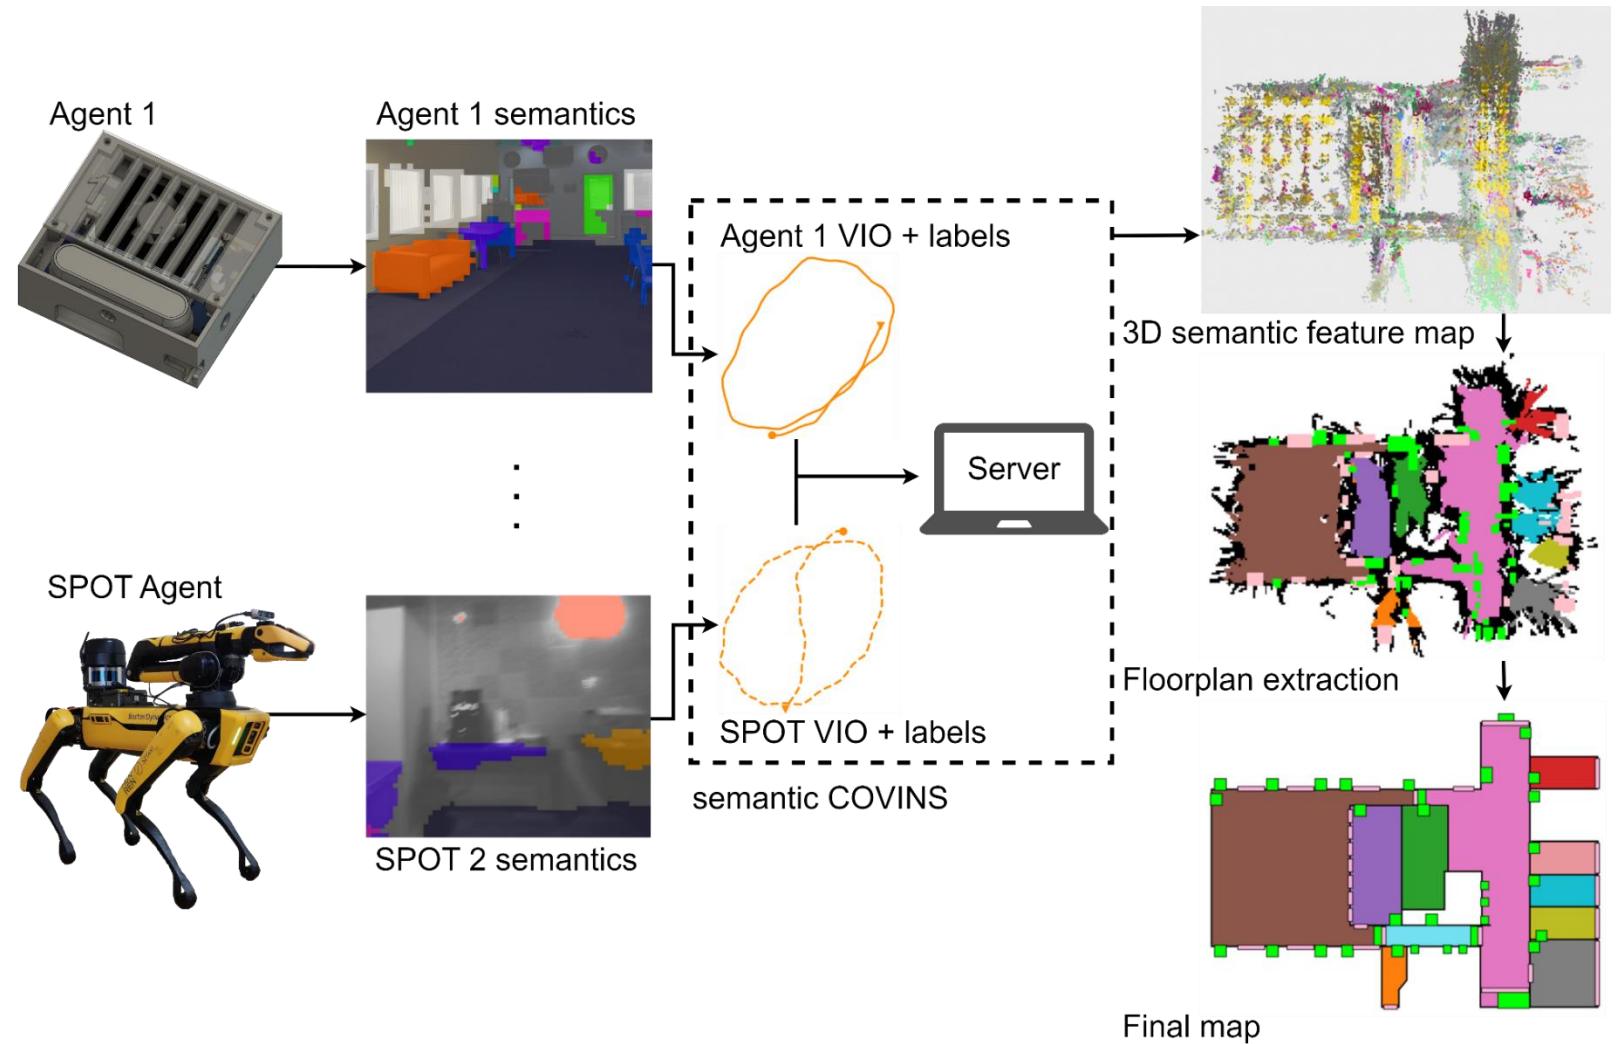 Agent 1
Agent 1 semantics
Agent 1 VIO + labels
Server
SPOT Agent
SPOT VIO + labels
SPOT 2 semantics
semantic COVINS
3D semantic feature map
Floorplan extraction
Final map